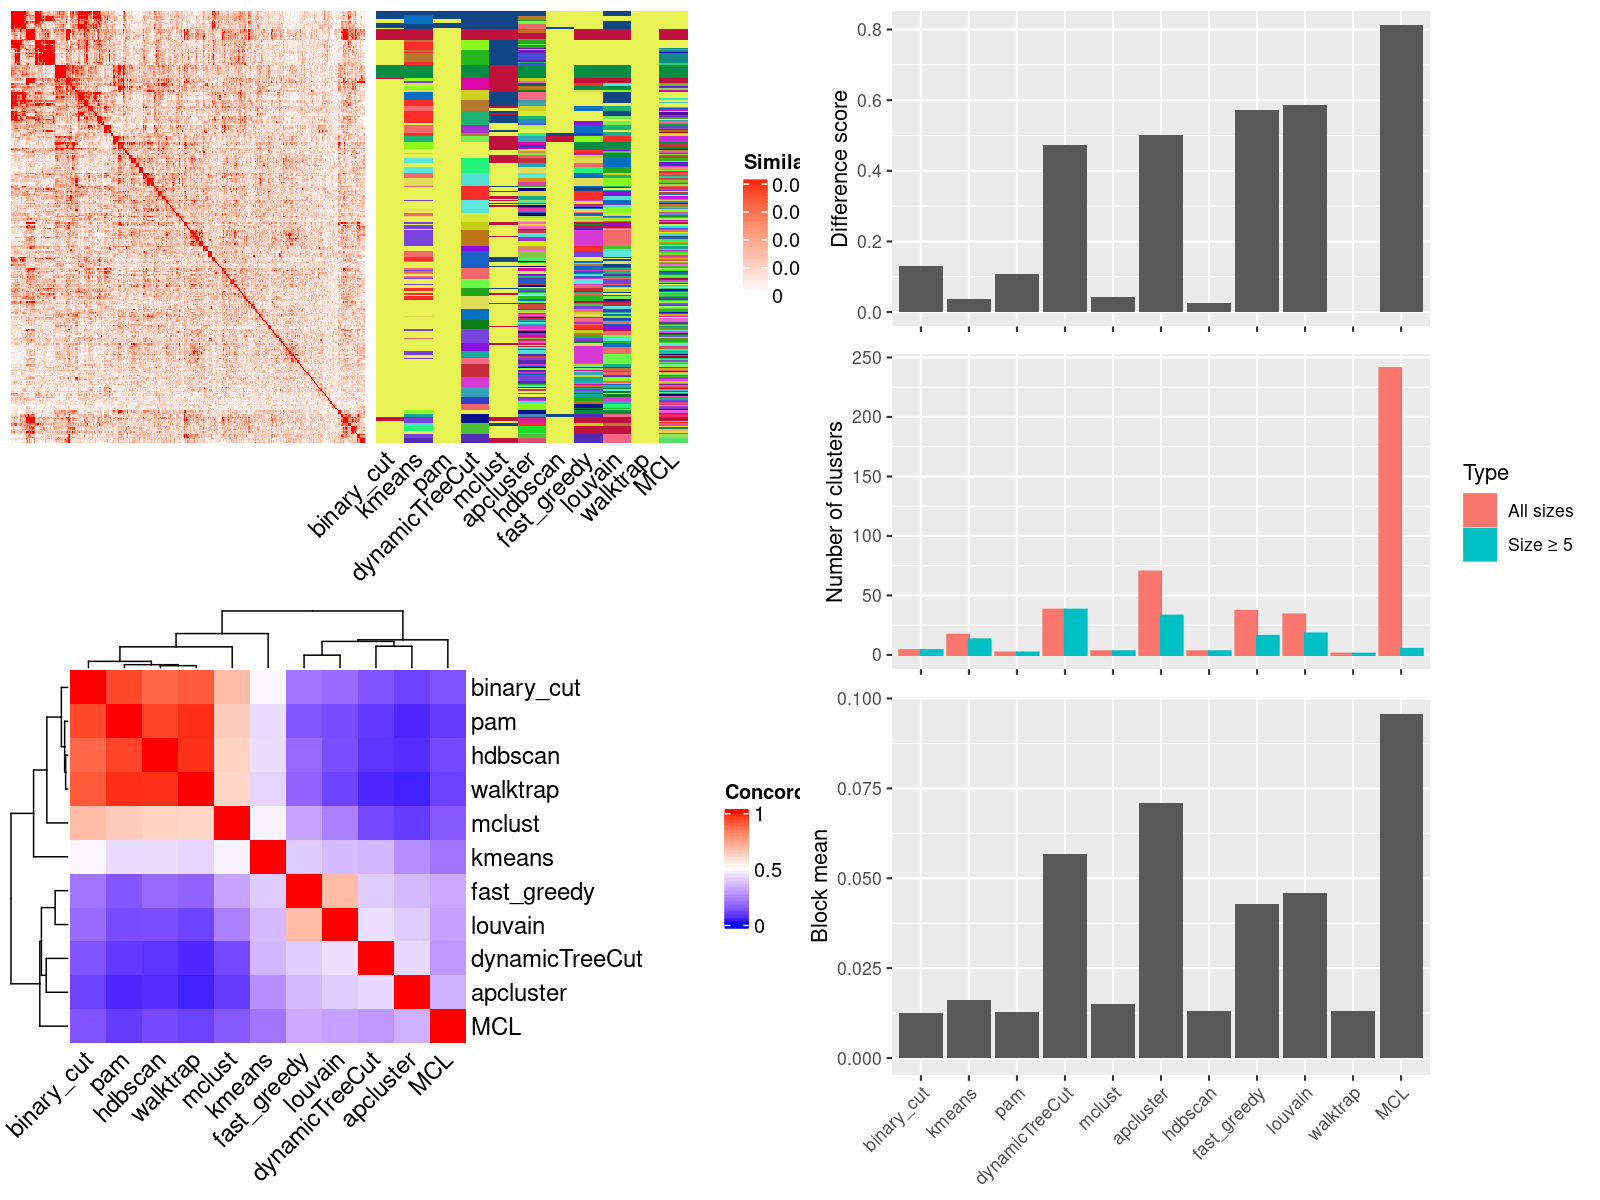 Simila
0.0
0.0
0.0
0.0
0
binary_cut
kmeans
pam
dynamicTreeCut
mclust
apcluster
hdbscan
fast_greedy
louvain
walktrap
MCL
binary_cut
pam
hdbscan
walktrap
mclust
kmeans
fast_greedy
louvain
dynamicTreeCut
apcluster
MCL
binary_cut
pam
hdbscan
walktrap
mclust
kmeans
fast_greedy
louvain
dynamicTreeCut
apcluster
MCL
Concord
1
0.5
0
Difference score
0.8
0.6
0.4
0.2
0.0
Number of clusters
250
200
150
100
50
0
Type
All sizes
Size ≥ 5
Block mean
0.100
0.075
0.050
0.025
0.000
binary_cut
kmeans
pam
dynamicTreeCut
mclust
apcluster
hdbscan
fast_greedy
louvain
walktrap
MCL